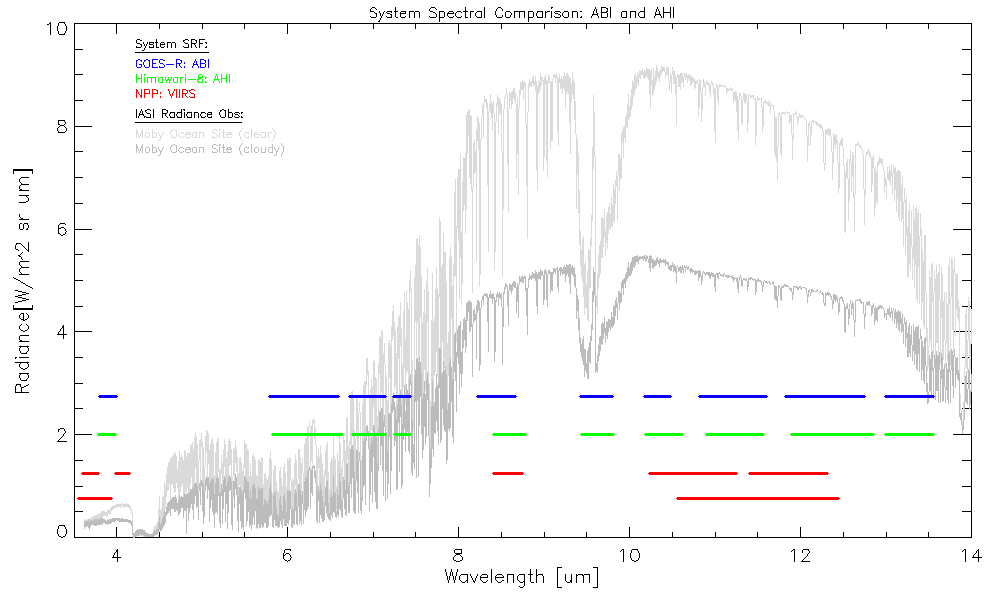 System Spectral Comparison: ABI and AHI
System SRF:
GOES-R: ABI
Himawari-8: AHI
NPP: VIIRS
IASI Radiance Obs:
Moby Ocean Site (clear)
Moby Ocean Site (cloudy)
Radiance[W/m^2 sr um]
10
8
6
4
2
0
4 6 8 10 12 14
Wavelength [um]